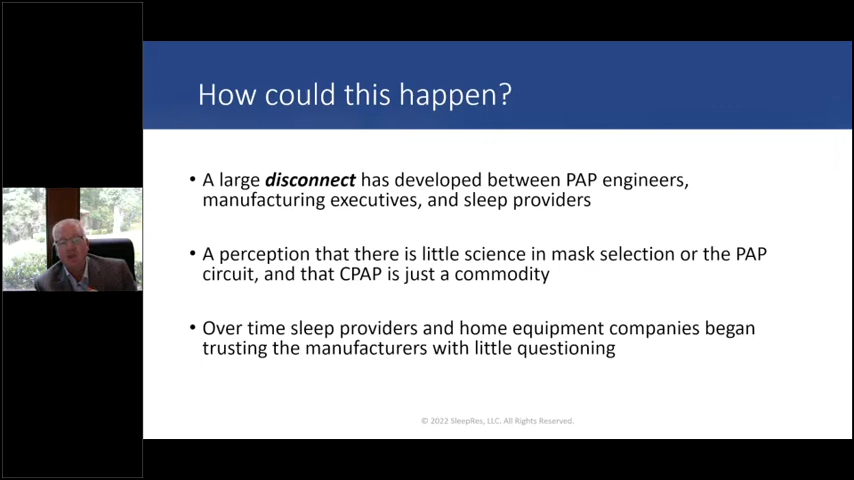 How could this happen?
• A large disconnect has developed between PAP engineers,
manufacturing executives, and sleep providers
• A perception that there is little science in mask selection or the PAP
circuit, and that CPAP is just a commodity
• Over time sleep providers and home equipment companies began
trusting the manufacturers with little questioning
© 2022 SleepRes, LLC. All Rights Reserved.